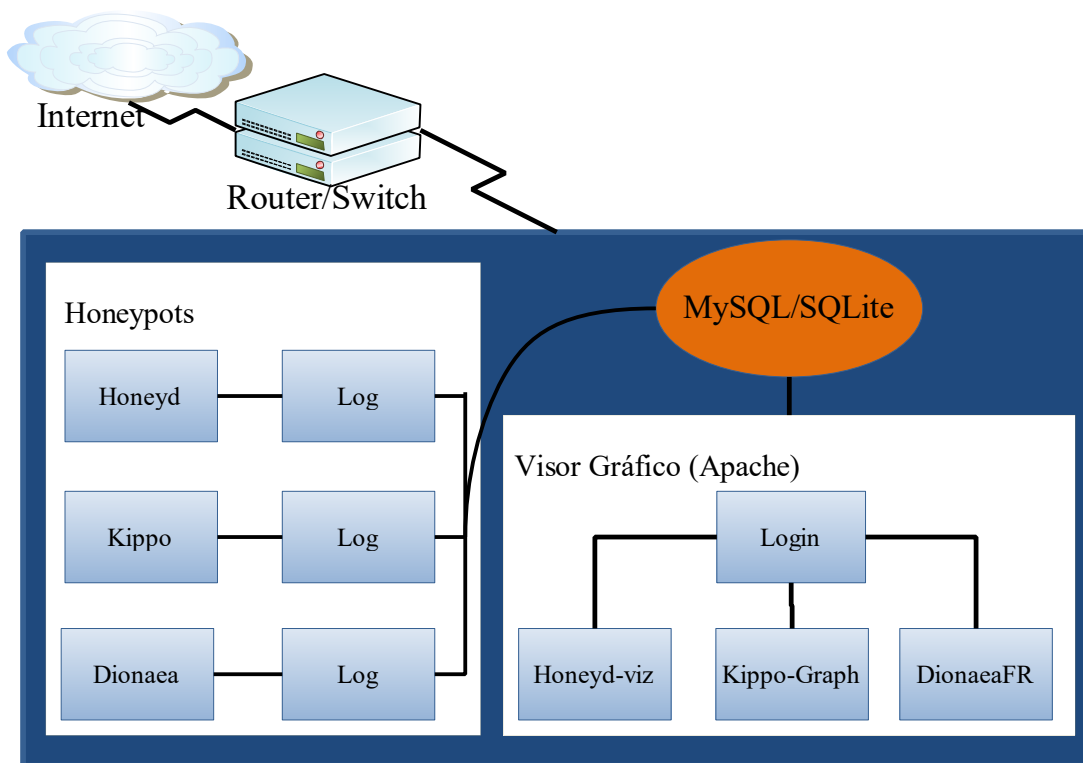 Internet
Router/Switch
MySQL/SQLite
Honeypots
Honeyd
Log
Kippo
Log
Dionaea
Log
Visor Gráfico (Apache)
Login
Honeyd-viz
Kippo-Graph
DionaeaFR